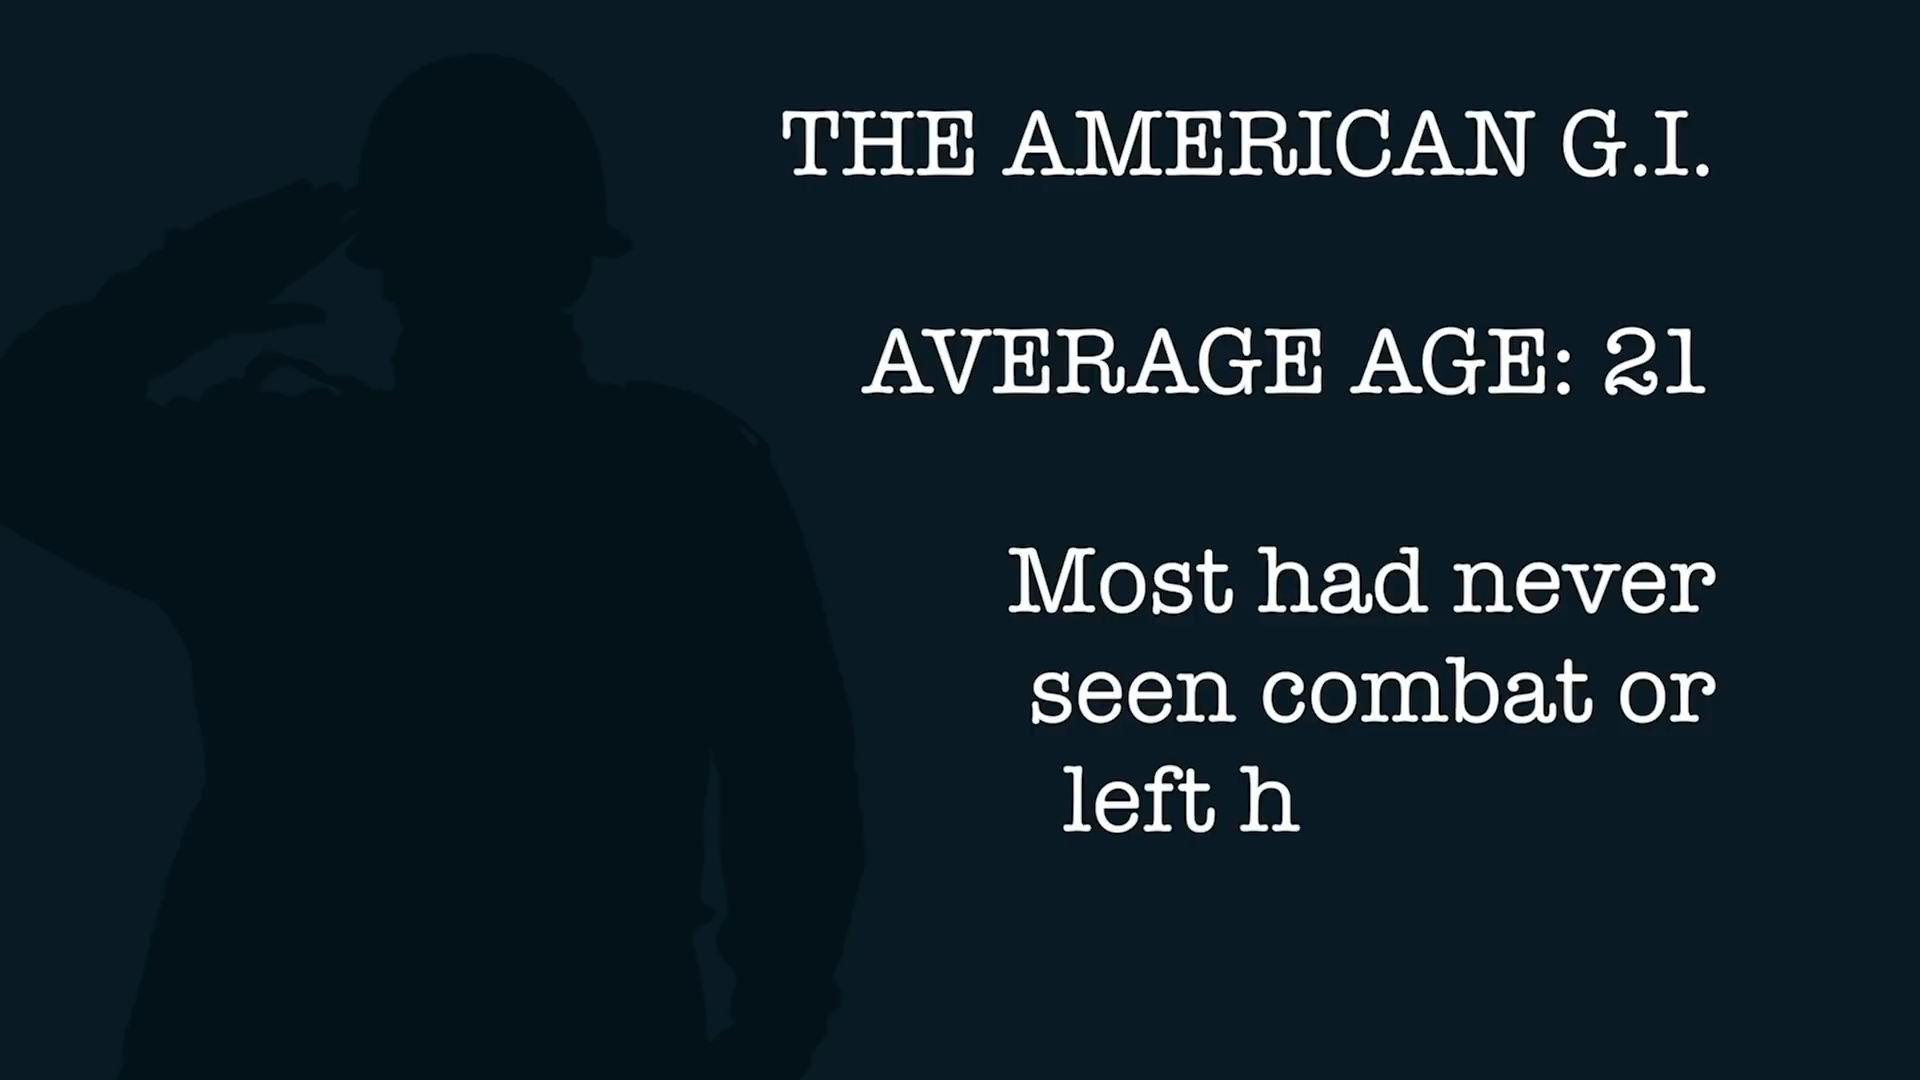 THE AMERICAN G.I.
AVERAGE AGE: 21
Most had never
seen combat or
left h